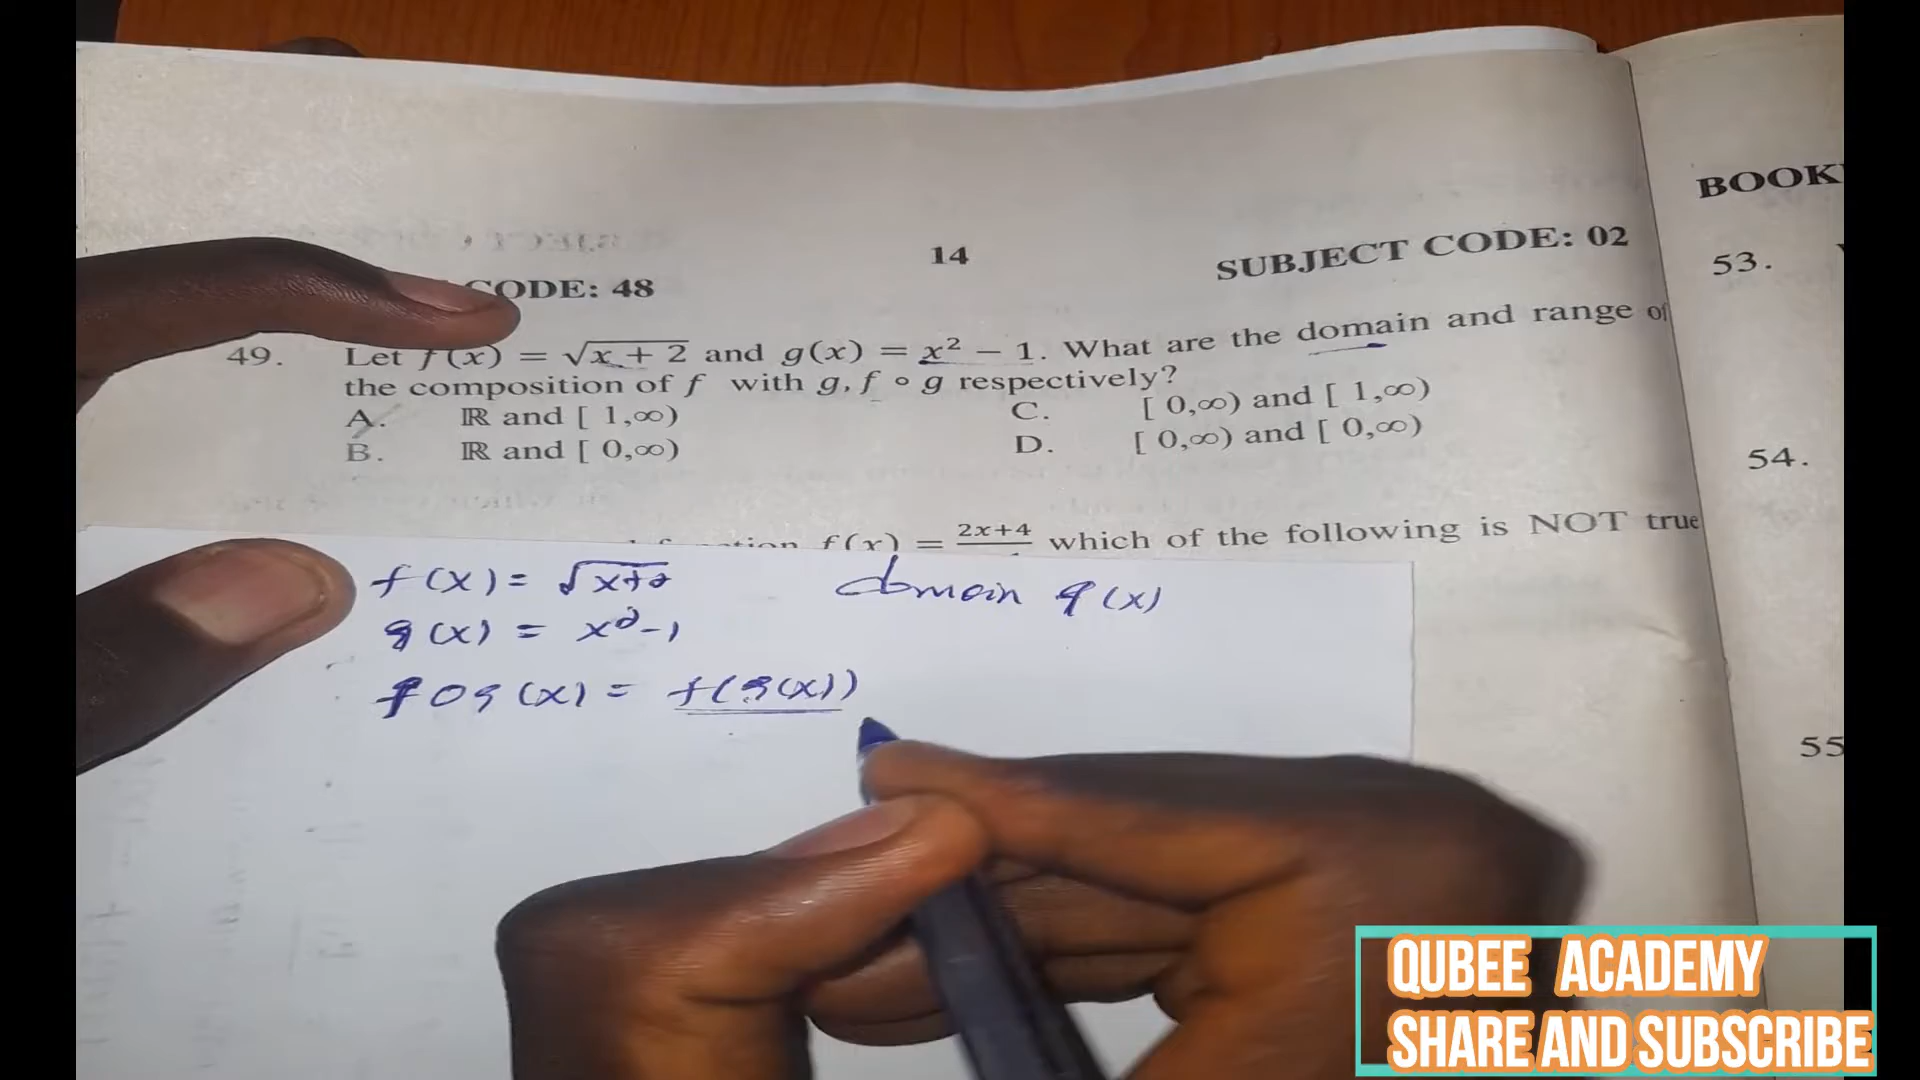 BOOK
14
SUBJECT CODE: 02
CODE: 48
53.
49. Let f(x) = √x + 2 and g(x) = x² − 1. What are the domain and range of
the composition of f with g, f ∘ g respectively?
A. ℝ and [ 1,∞)
B. ℝ and [ 0,∞)
C. [ 0,∞) and [ 1,∞)
D. [ 0,∞) and [ 0,∞)
54.
f(x) = 2x+4 which of the following is NOT true
f(x) = √x+2
domain g(x)
g(x) = x²-1
fog(x) = f(g(x))
55
QUBEE ACADEMY
SHARE AND SUBSCRIBE